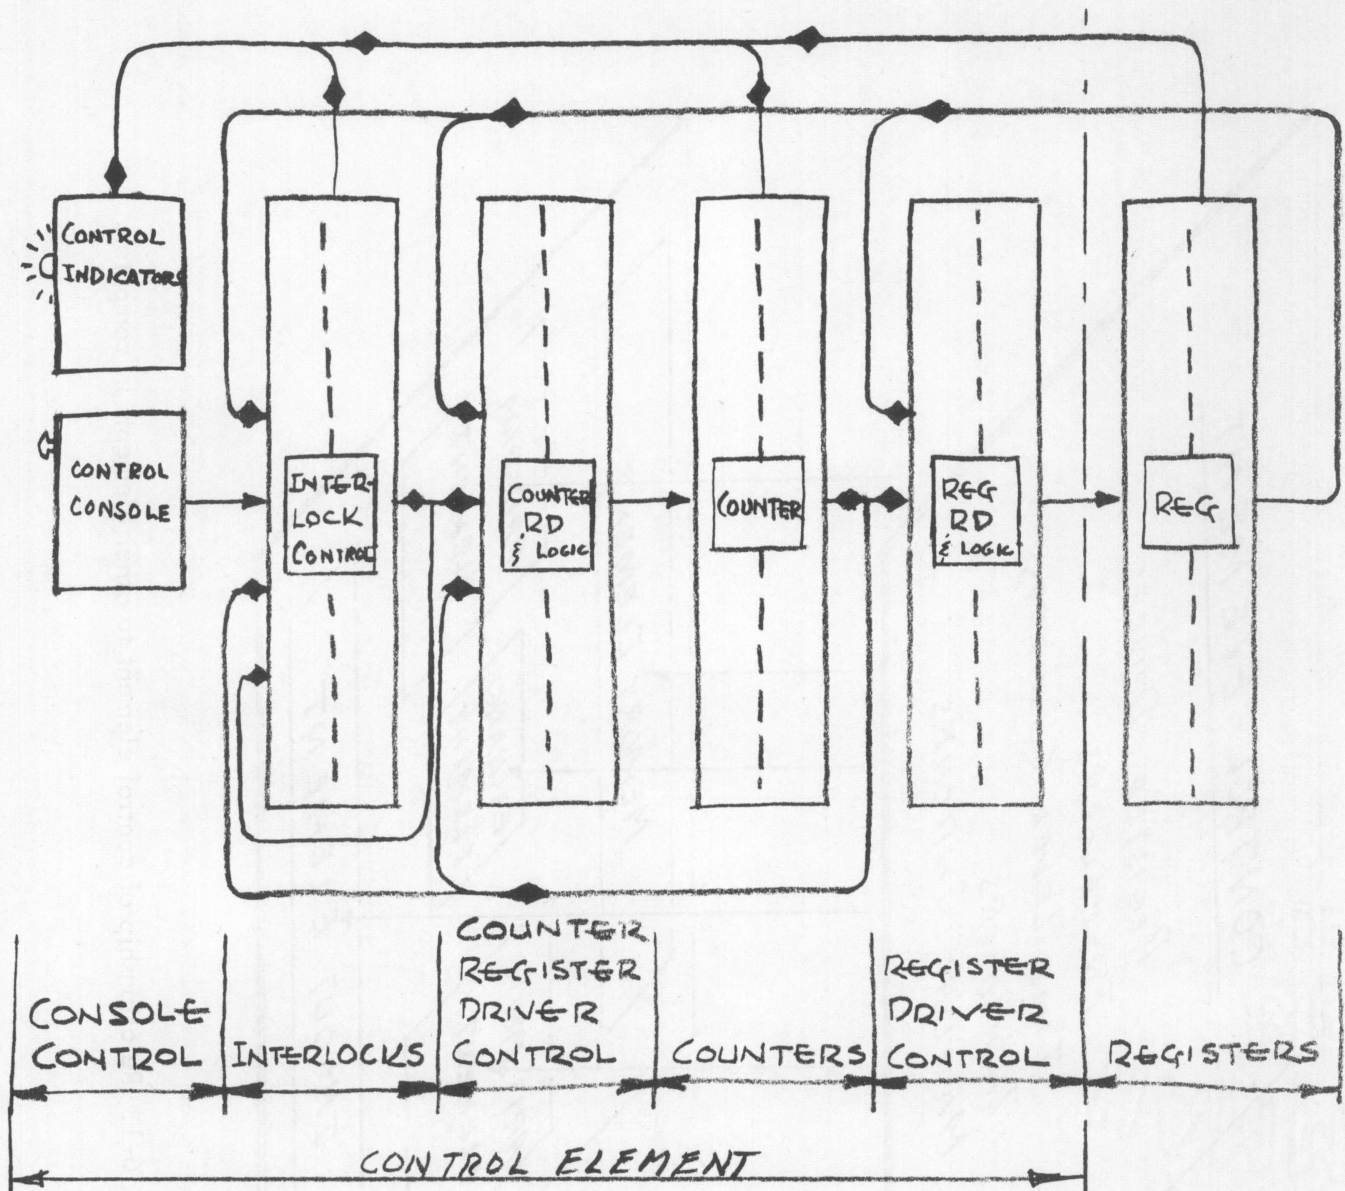 CONTROL
INDICATORS
CONTROL
CONSOLE
INTER-
LOCK
CONTROL
COUNTER
RD
& LOGIC
COUNTER
REG
RD
& LOGIC
REG
CONSOLE
CONTROL
INTERLOCKS
COUNTER
REGISTER
DRIVER
CONTROL
COUNTERS
REGISTER
DRIVER
CONTROL
REGISTERS
CONTROL ELEMENT